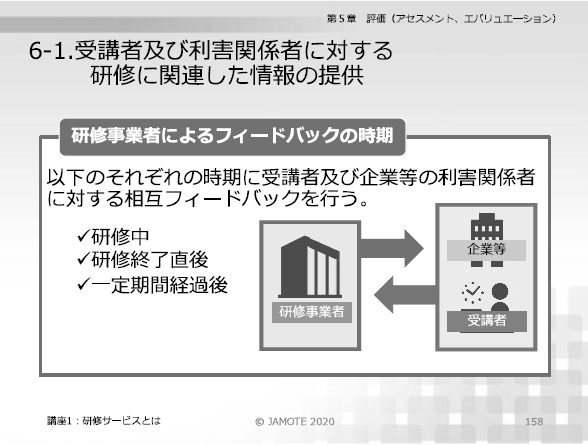 第5章 評価（アセスメント、エバリュエーション）
6-1.受講者及び利害関係者に対する
研修に関連した情報の提供
研修事業者によるフィードバックの時期
以下のそれぞれの時期に受講者及び企業等の利害関係者
に対する相互フィードバックを行う。
✓研修中
✓研修終了直後
✓一定期間経過後
研修事業者
企業等
受講者
講座1：研修サービスとは
© JAMOTE 2020
158